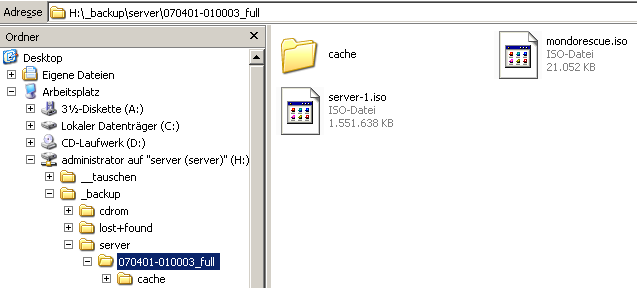 Adresse H:\_backup\server\070401-010003_full
Ordner
Desktop
Eigene Dateien
Arbeitsplatz
3½-Diskette (A:)
Lokaler Datenträger (C:)
CD-Laufwerk (D:)
administrator auf "server (server)" (H:)
__tauschen
_backup
cdrom
lost+found
server
070401-010003_full
cache
cache
mondorescue.iso
ISO-Datei
21.052 KB
server-1.iso
ISO-Datei
1.551.638 KB